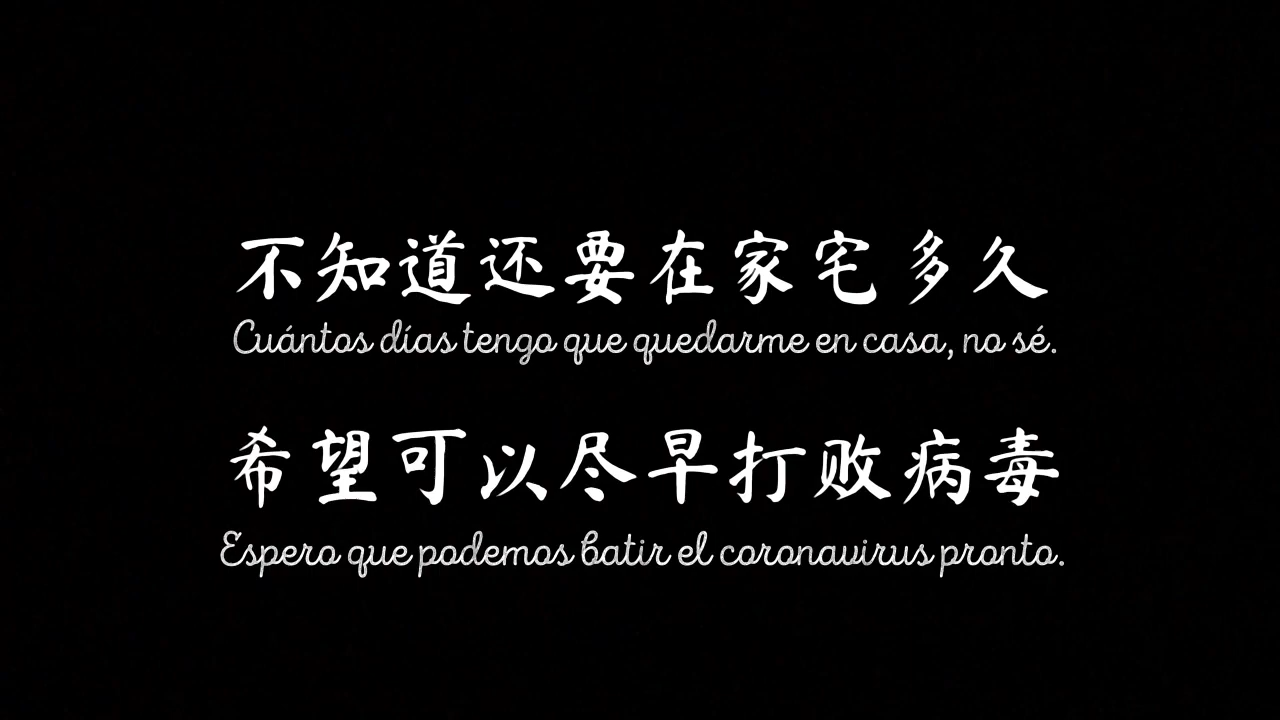 不知道还要在家宅多久
Cuántos días tengo que quedarme en casa, no sé.
希望可以尽早打败病毒
Espero que podemos batir el coronavirus pronto.